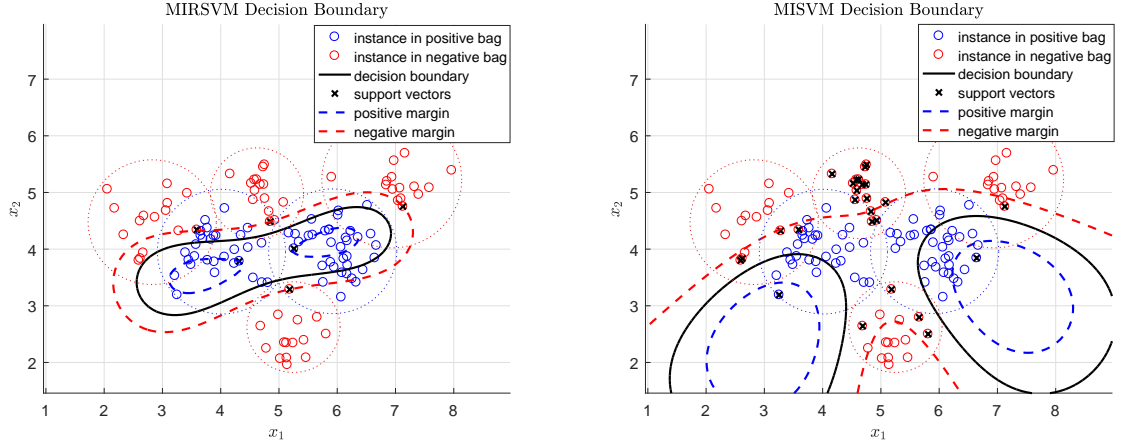 MIRSVM Decision Boundary
instance in positive bag
instance in negative bag
decision boundary
support vectors
positive margin
negative margin
7
6
5
4
3
2
x2
1 2 3 4 5 6 7 8
x1
MISVM Decision Boundary
instance in positive bag
instance in negative bag
decision boundary
support vectors
positive margin
negative margin
7
6
5
4
3
2
x2
1 2 3 4 5 6 7 8
x1